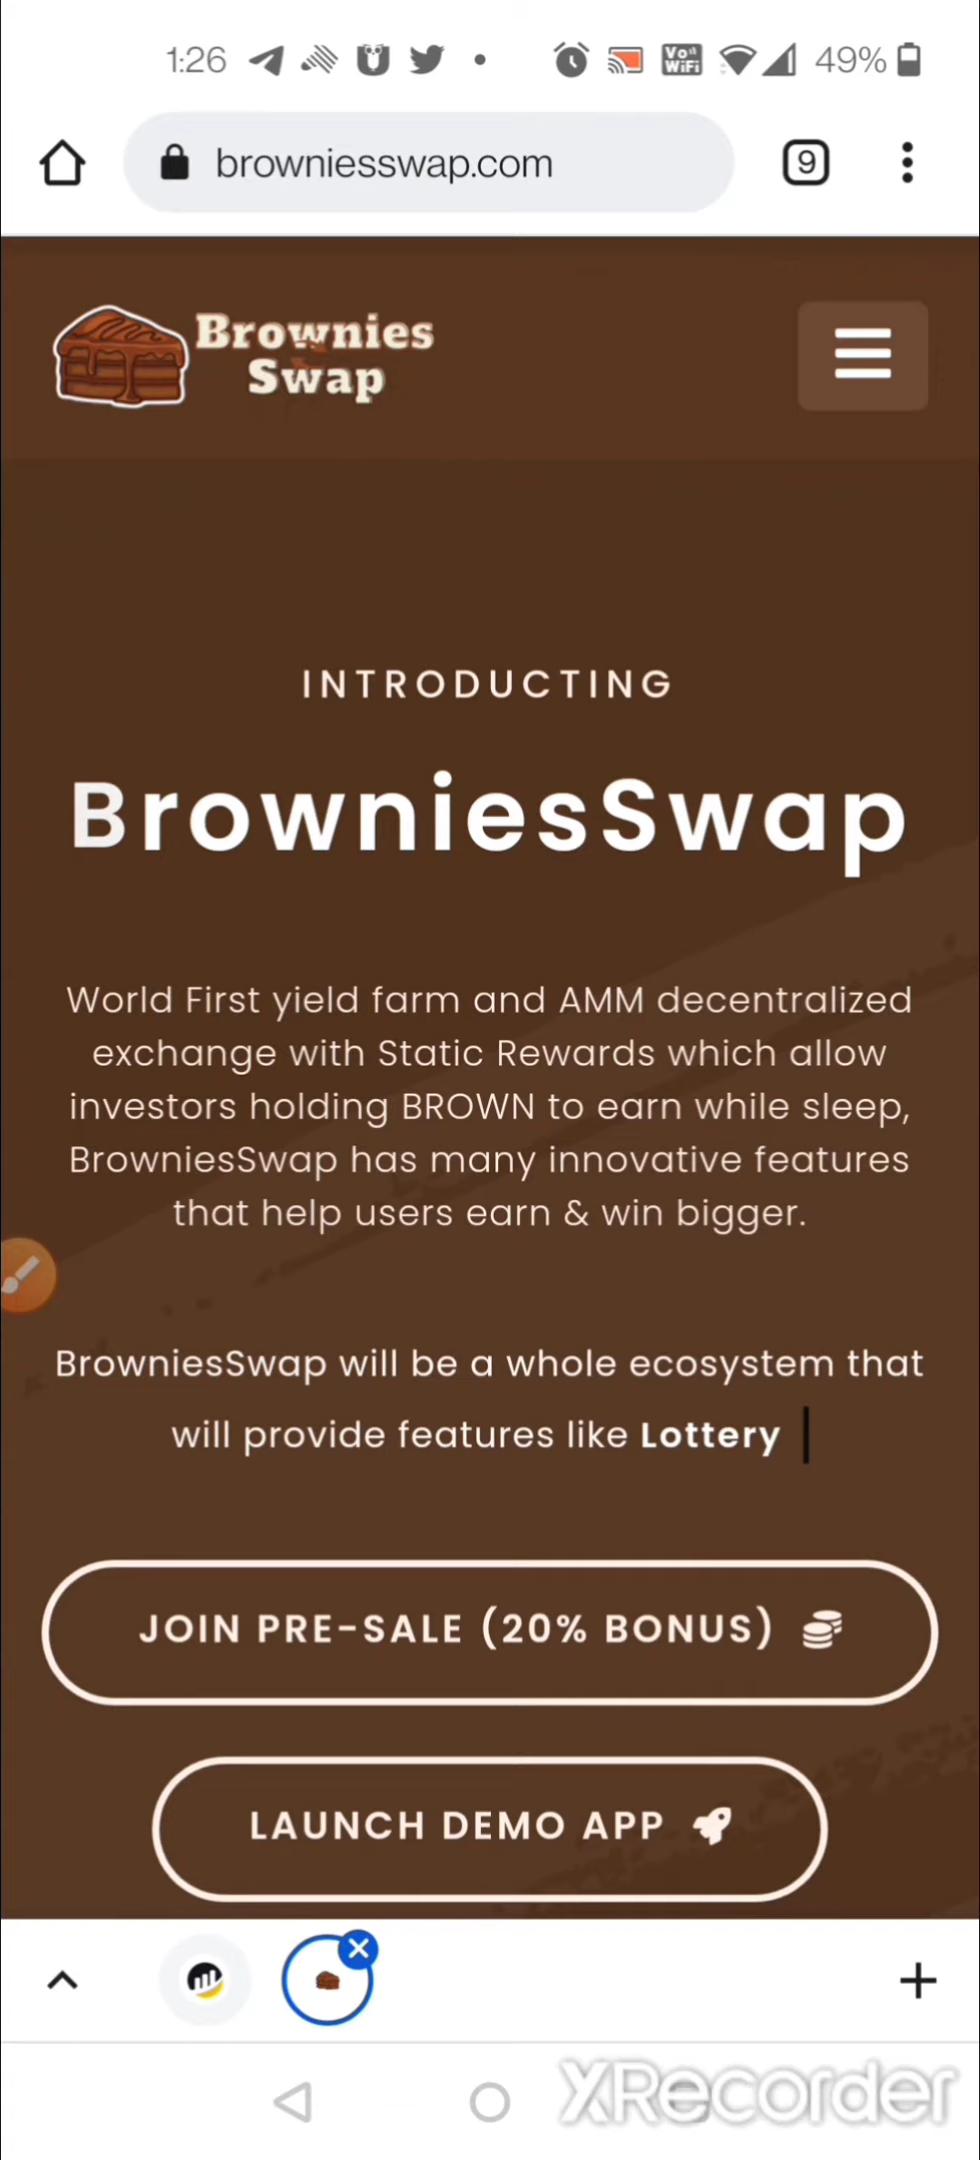 1:26
Vo
WiFi
49%
browniesswap.com
9
Brownies
Swap
INTRODUCTING
BrowniesSwap
World First yield farm and AMM decentralized
exchange with Static Rewards which allow
investors holding BROWN to earn while sleep,
BrowniesSwap has many innovative features
that help users earn & win bigger.
BrowniesSwap will be a whole ecosystem that
will provide features like Lottery
JOIN PRE-SALE (20% BONUS)
LAUNCH DEMO APP
XRecorder